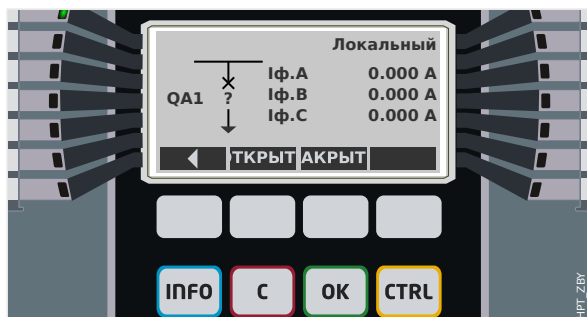 Локальный
Iф.A 0.000 A
QA1 ? Iф.B 0.000 A
Iф.C 0.000 A
ТКРЫТ АКРЫТ
INFO C OK CTRL
HPT_ZBY